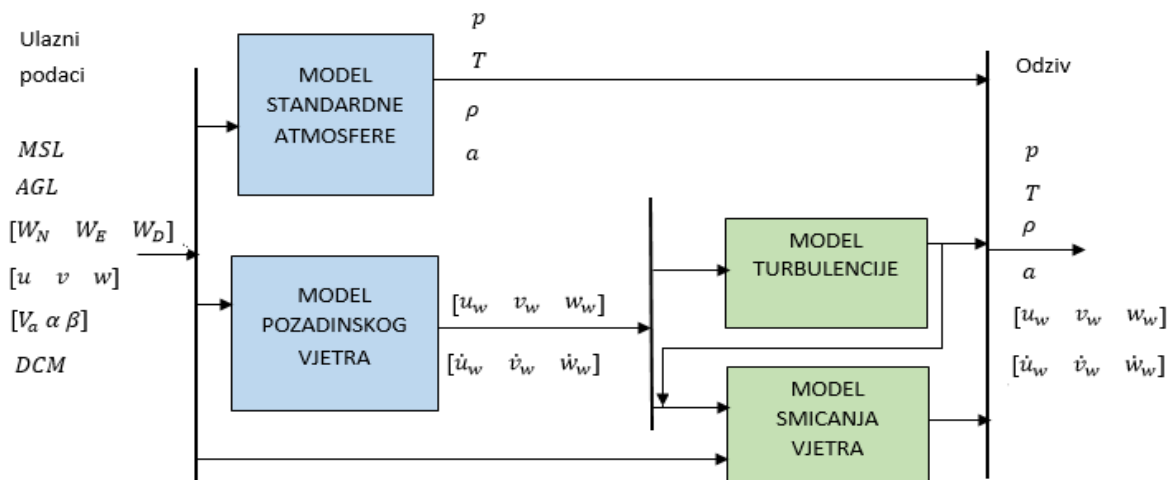 Ulazni
podaci
MSL
AGL
[W_N W_E W_D]
[u v w]
[V_a α β]
DCM
MODEL
STANDARDNE
ATMOSFERE
p
T
ρ
a
MODEL
POZADINSKOG
VJETRA
[u_w v_w w_w]
[u̇_w v̇_w ẇ_w]
MODEL
TURBULENCIJE
MODEL
SMICANJA
VJETRA
Odziv
p
T
ρ
a
[u_w v_w w_w]
[u̇_w v̇_w ẇ_w]